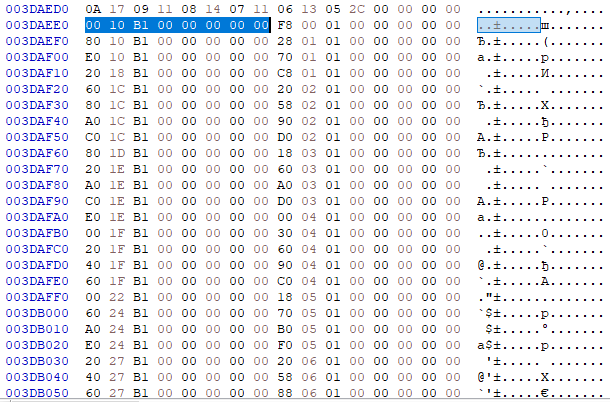 003DAED0 0A 17 09 11 08 14 07 11 06 13 05 2C 00 00 00 00 ...........,....
003DAEE0 00 10 B1 00 00 00 00 00 F8 00 01 00 00 00 00 00 ..±.....ш.......
003DAEF0 80 10 B1 00 00 00 00 00 28 01 01 00 00 00 00 00 Ђ.±.....(.......
003DAF00 E0 10 B1 00 00 00 00 00 70 01 01 00 00 00 00 00 а.±.....p.......
003DAF10 20 18 B1 00 00 00 00 00 C8 01 01 00 00 00 00 00  .±.....И.......
003DAF20 60 1C B1 00 00 00 00 00 20 02 01 00 00 00 00 00 `.±..... .......
003DAF30 80 1C B1 00 00 00 00 00 58 02 01 00 00 00 00 00 Ђ.±.....X.......
003DAF40 A0 1C B1 00 00 00 00 00 90 02 01 00 00 00 00 00  .±.....ђ.......
003DAF50 C0 1C B1 00 00 00 00 00 D0 02 01 00 00 00 00 00 А.±.....Р.......
003DAF60 80 1D B1 00 00 00 00 00 18 03 01 00 00 00 00 00 Ђ.±.............
003DAF70 20 1E B1 00 00 00 00 00 60 03 01 00 00 00 00 00  .±.....`.......
003DAF80 A0 1E B1 00 00 00 00 00 A0 03 01 00 00 00 00 00  .±..... .......
003DAF90 C0 1E B1 00 00 00 00 00 D0 03 01 00 00 00 00 00 А.±.....Р.......
003DAFA0 E0 1E B1 00 00 00 00 00 00 04 01 00 00 00 00 00 а.±.............
003DAFB0 00 1F B1 00 00 00 00 00 30 04 01 00 00 00 00 00 ..±.....0.......
003DAFC0 20 1F B1 00 00 00 00 00 60 04 01 00 00 00 00 00  .±.....`.......
003DAFD0 40 1F B1 00 00 00 00 00 90 04 01 00 00 00 00 00 @.±.....ђ.......
003DAFE0 60 1F B1 00 00 00 00 00 C0 04 01 00 00 00 00 00 `.±.....А.......
003DAFF0 00 22 B1 00 00 00 00 00 18 05 01 00 00 00 00 00 ."±.............
003DB000 60 24 B1 00 00 00 00 00 70 05 01 00 00 00 00 00 `$±.....p.......
003DB010 A0 24 B1 00 00 00 00 00 B0 05 01 00 00 00 00 00  $±.....°.......
003DB020 E0 24 B1 00 00 00 00 00 F0 05 01 00 00 00 00 00 а$±.....р.......
003DB030 20 27 B1 00 00 00 00 00 20 06 01 00 00 00 00 00  '±..... .......
003DB040 40 27 B1 00 00 00 00 00 58 06 01 00 00 00 00 00 @'±.....X.......
003DB050 60 27 B1 00 00 00 00 00 88 06 01 00 00 00 00 00 `'±.....€.......